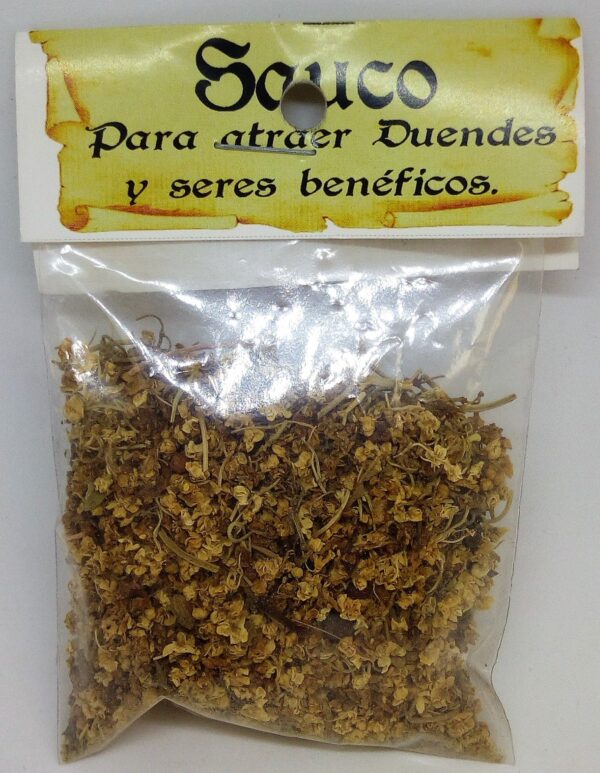 Sauco
Para atraer Duendes
y seres benéficos.